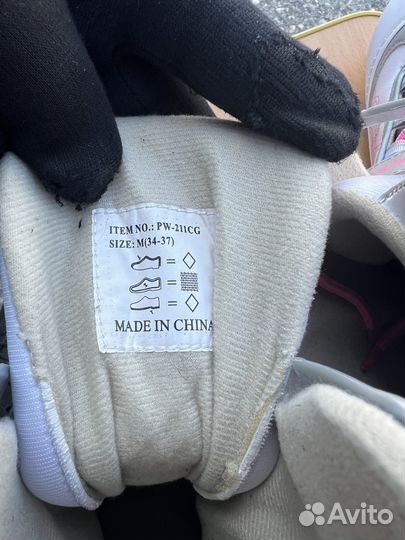 ITEM NO.: PW-211CG
SIZE: M(34-37)
=
=
=
MADE IN CHINA
Avito